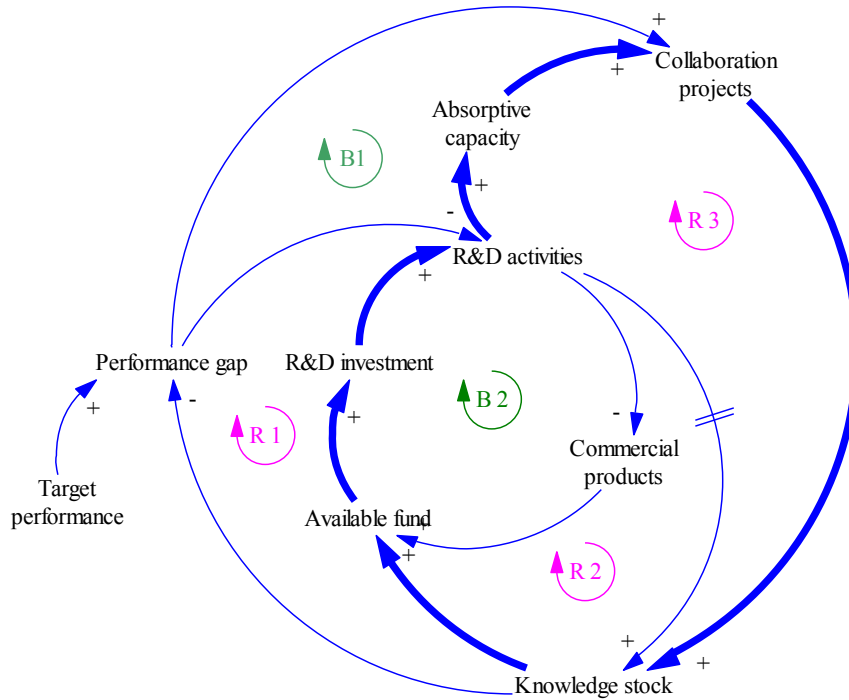 +
Collaboration
projects
+
Absorptive
capacity
B1
+
-
R 3
R&D activities
+
Performance gap
R&D investment
+
-
B 2
+
R 1
-
Commercial
products
Target
performance
Available fund
+
+
R 2
+
+
Knowledge stock